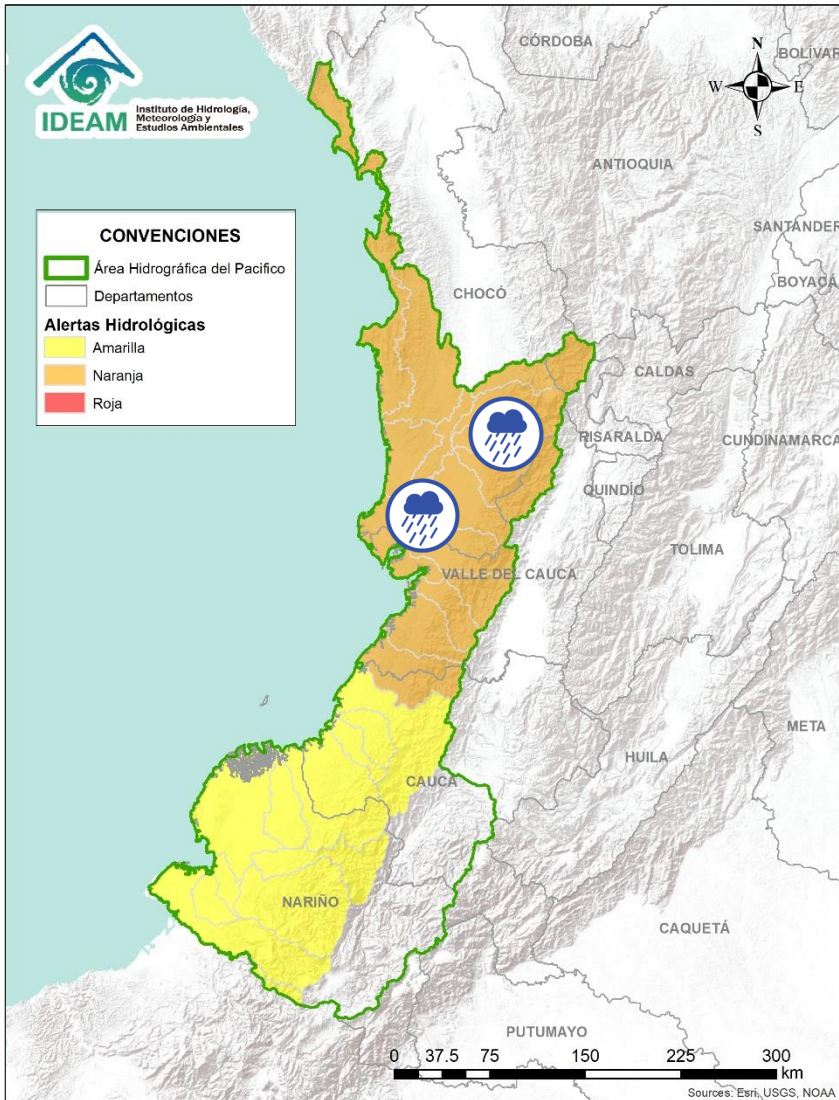 IDEAM
Instituto de Hidrología,
Meteorología y
Estudios Ambientales
CÓRDOBA
BOLÍVAR
N
W
E
S
ANTIOQUIA
SANTANDER
BOYACÁ
CONVENCIONES
Área Hidrográfica del Pacifico
Departamentos
Alertas Hidrológicas
Amarilla
Naranja
Roja
CHOCÓ
CALDAS
RISARALDA
CUNDINAMARCA
QUINDÍO
TOLIMA
VALLE DEL CAUCA
META
HUILA
CAUCA
NARIÑO
CAQUETÁ
PUTUMAYO
0 37.5 75 150 225 300
km
Sources: Esri, USGS, NOAA